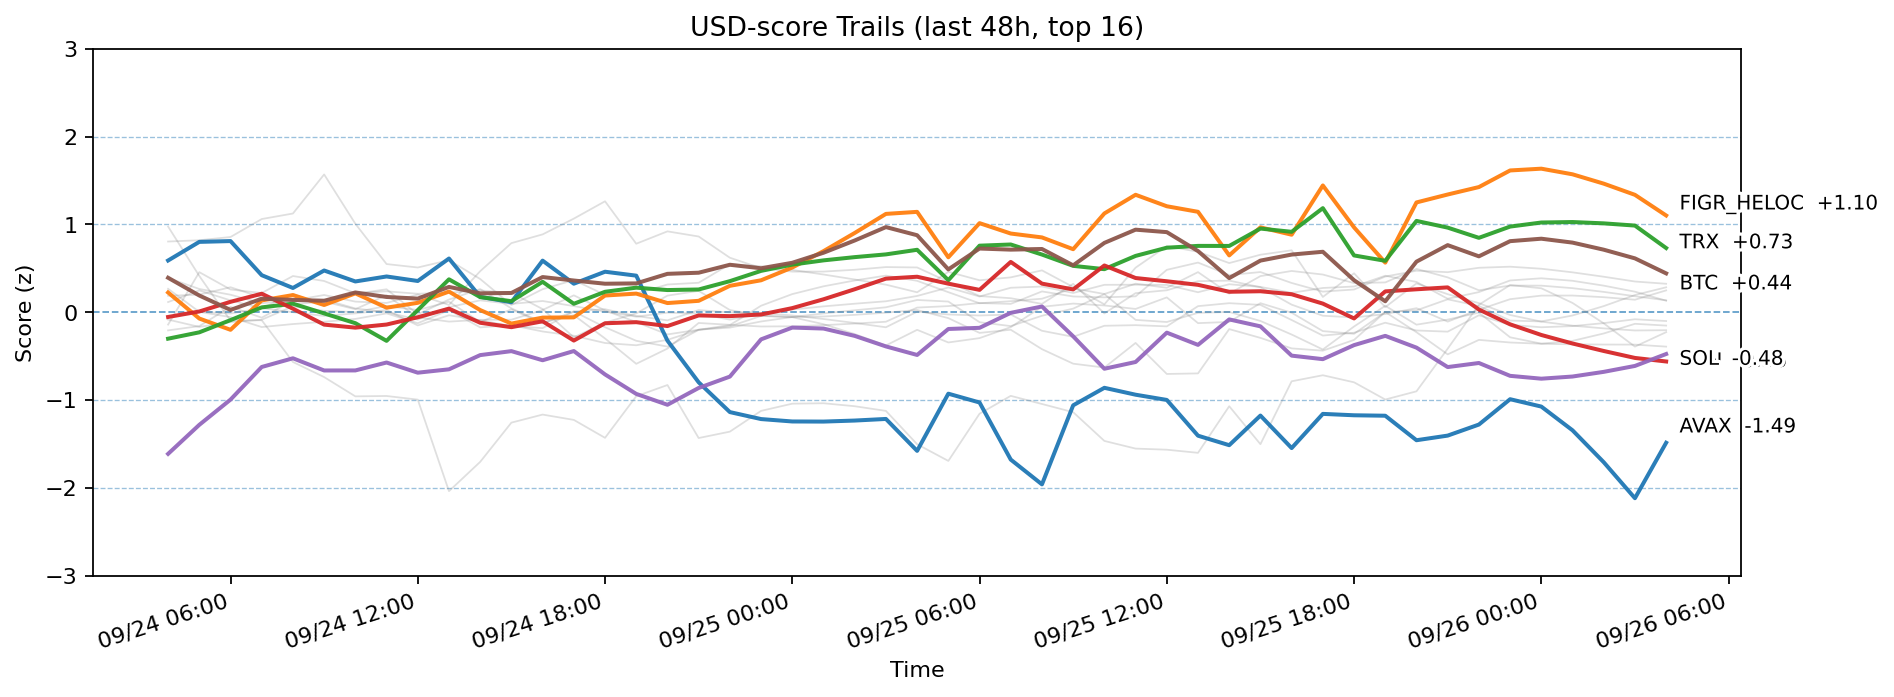 USD-score Trails (last 48h, top 16)
Score (z)
3
2
1
0
−1
−2
−3
FIGR_HELOC +1.10
TRX +0.73
BTC +0.44
SOL -0.48
AVAX -1.49
09/24 06:00
09/24 12:00
09/24 18:00
09/25 00:00
09/25 06:00
09/25 12:00
09/25 18:00
09/26 00:00
09/26 06:00
Time